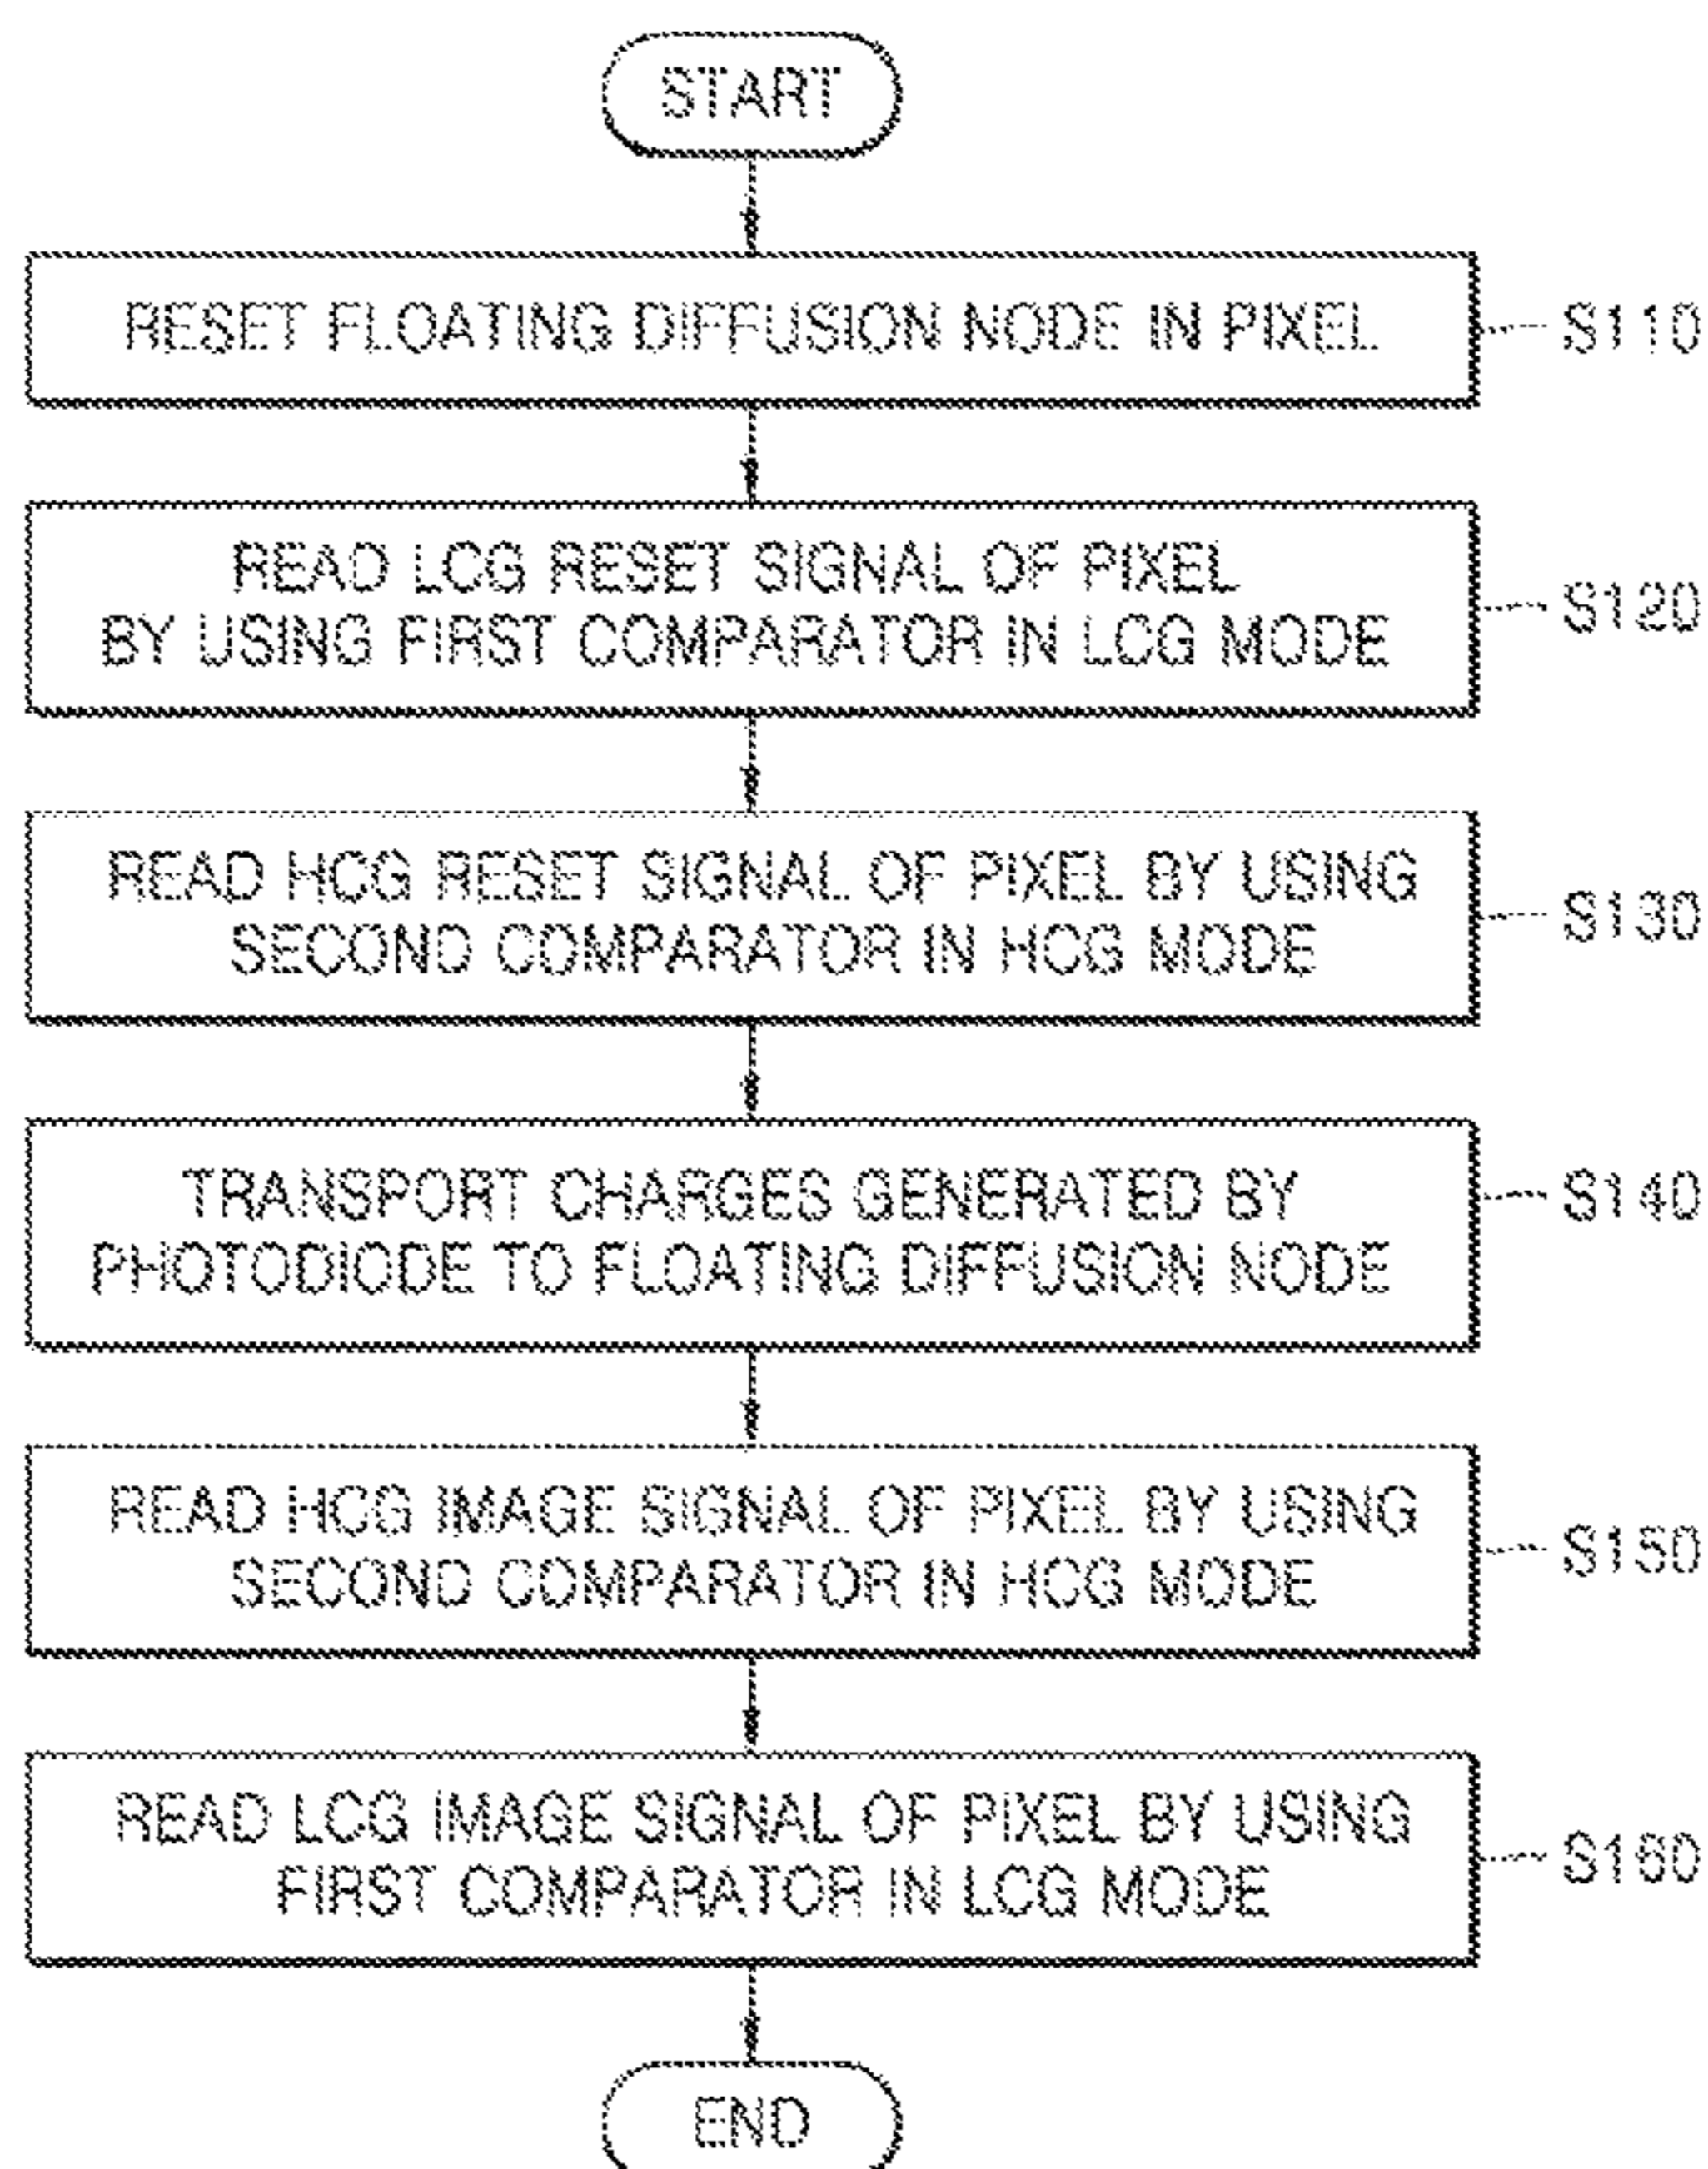 START
RESET FLOATING DIFFUSION NODE IN PIXEL
S110
READ LCG RESET SIGNAL OF PIXEL
BY USING FIRST COMPARATOR IN LCG MODE
S120
READ HCG RESET SIGNAL OF PIXEL BY USING
SECOND COMPARATOR IN HCG MODE
S130
TRANSPORT CHARGES GENERATED BY
PHOTODIODE TO FLOATING DIFFUSION NODE
S140
READ HCG IMAGE SIGNAL OF PIXEL BY USING
SECOND COMPARATOR IN HCG MODE
S150
READ LCG IMAGE SIGNAL OF PIXEL BY USING
FIRST COMPARATOR IN LCG MODE
S160
END